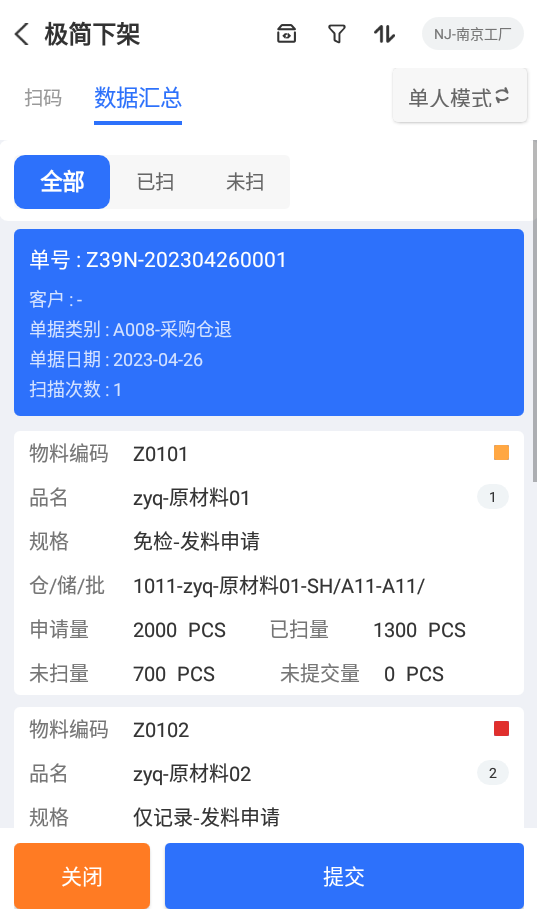 极简下架
NJ-南京工厂
扫码 数据汇总 单人模式
全部 已扫 未扫
单号 : Z39N-202304260001
客户 : -
单据类别 : A008-采购仓退
单据日期 : 2023-04-26
扫描次数 : 1
物料编码 Z0101
品名 zyq-原材料01 1
规格 免检-发料申请
仓/储/批 1011-zyq-原材料01-SH/A11-A11/
申请量 2000 PCS 已扫量 1300 PCS
未扫量 700 PCS 未提交量 0 PCS
物料编码 Z0102
品名 zyq-原材料02 2
规格 仅记录-发料申请
关闭 提交